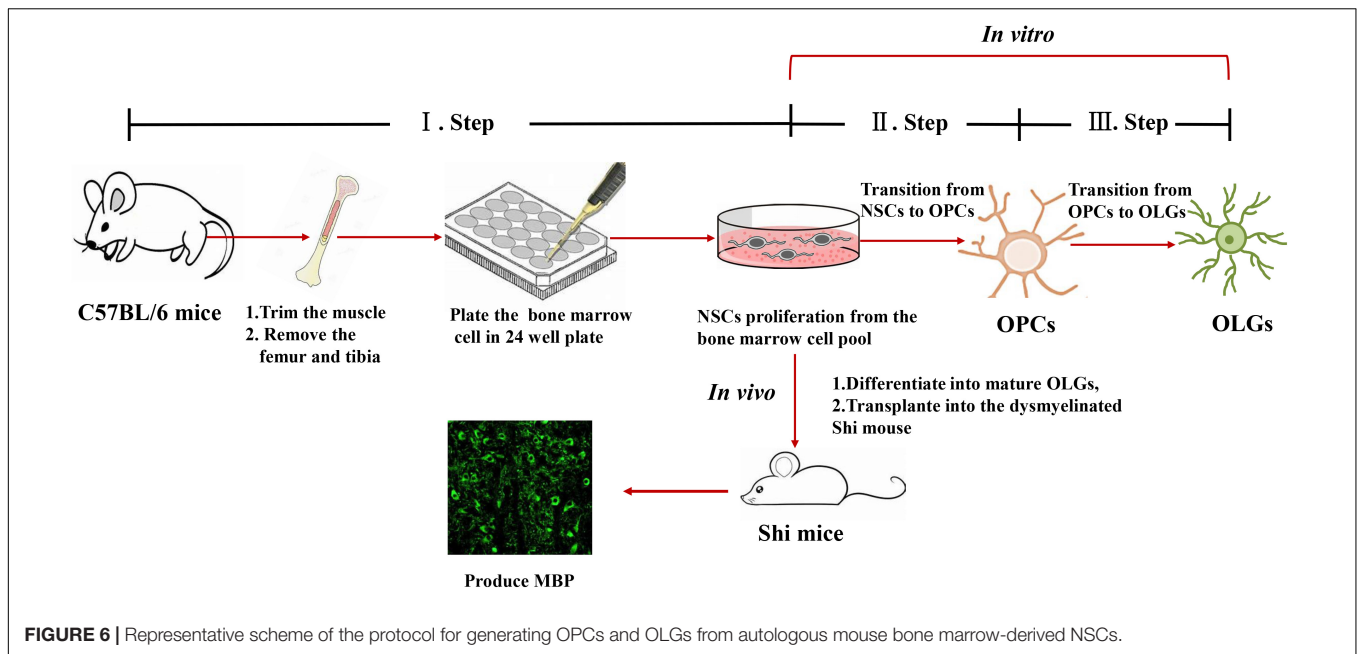 In vitro
Ⅰ. Step
Ⅱ. Step
Ⅲ. Step
C57BL/6 mice
1.Trim the muscle
2. Remove the
femur and tibia
Plate the bone marrow
cell in 24 well plate
NSCs proliferation from the
bone marrow cell pool
Transition from
NSCs to OPCs
OPCs
Transition from
OPCs to OLGs
OLGs
In vivo
1.Differentiate into mature OLGs,
2.Transplante into the dysmyelinated
Shi mouse
Shi mice
Produce MBP
FIGURE 6 | Representative scheme of the protocol for generating OPCs and OLGs from autologous mouse bone marrow-derived NSCs.